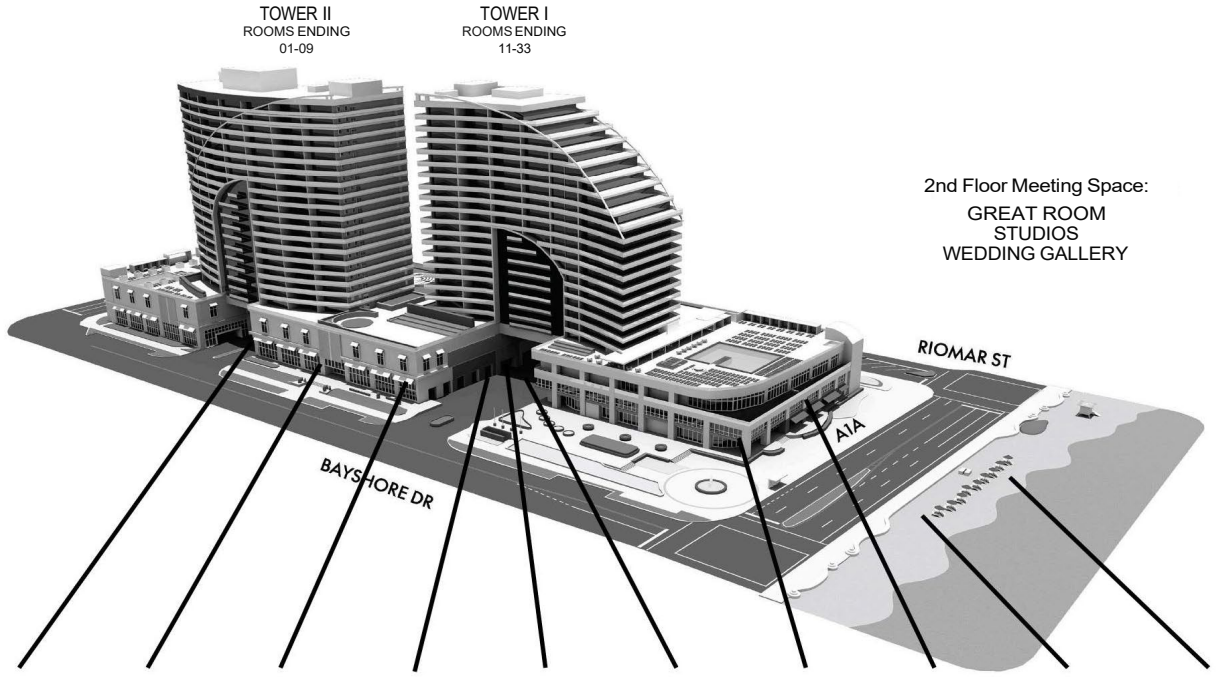 TOWER II
ROOMS ENDING
01-09
TOWER I
ROOMS ENDING
11-33
2nd Floor Meeting Space:
GREAT ROOM
STUDIOS
WEDDING GALLERY
RIOMAR ST
A1A
BAYSHORE DR